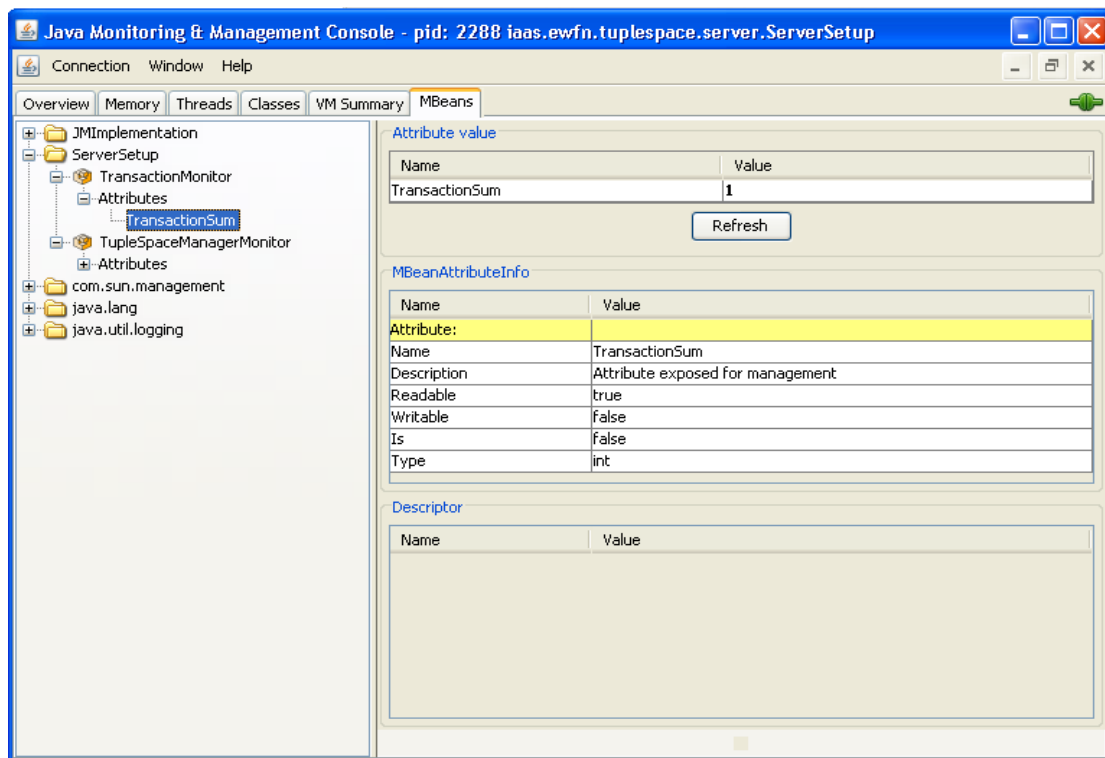 Java Monitoring & Management Console - pid: 2288 iaas.ewfn.tuplespace.server.ServerSetup
Connection Window Help
Overview Memory Threads Classes VM Summary MBeans
JMImplementation
ServerSetup
TransactionMonitor
Attributes
TransactionSum
TupleSpaceManagerMonitor
Attributes
com.sun.management
java.lang
java.util.logging
Attribute value
Name Value
TransactionSum 1
Refresh
MBeanAttributeInfo
Name Value
Attribute:
Name TransactionSum
Description Attribute exposed for management
Readable true
Writable false
Is false
Type int
Descriptor
Name Value